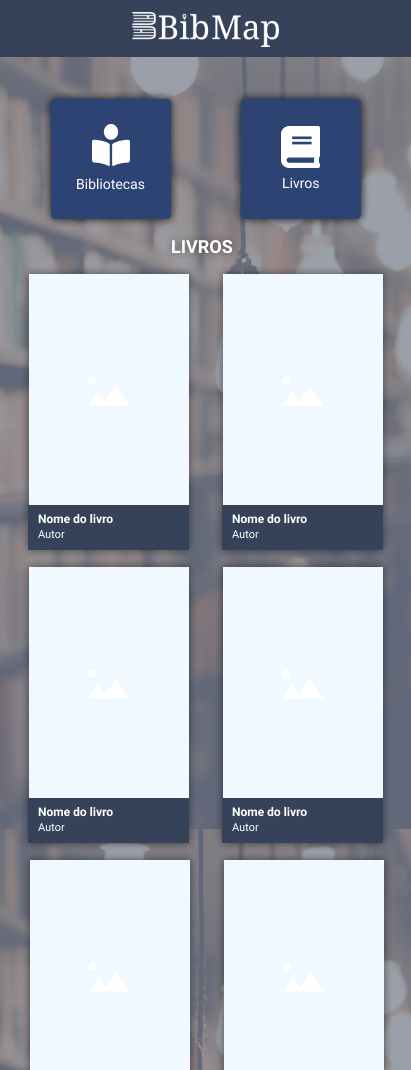 BibMap
Bibliotecas
Livros
LIVROS
Nome do livro
Autor
Nome do livro
Autor
Nome do livro
Autor
Nome do livro
Autor